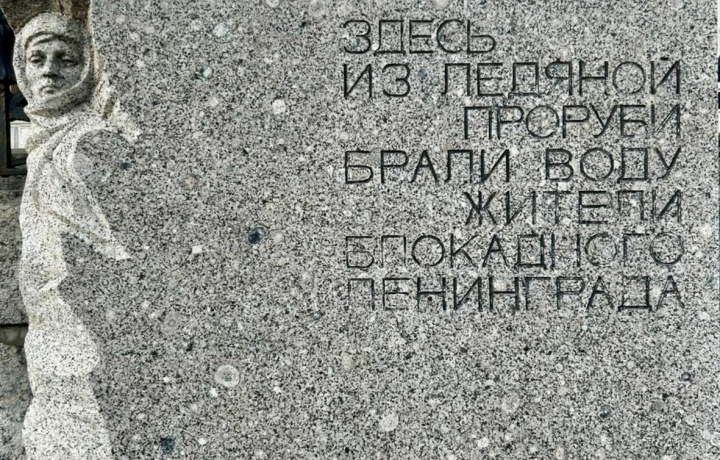 ЗДЕСЬ
ИЗ ЛЕДЯНОЙ
ПРОРУБИ
БРАЛИ ВОДУ
ЖИТЕЛИ
БЛОКАДНОГО
ЛЕНИНГРАДА